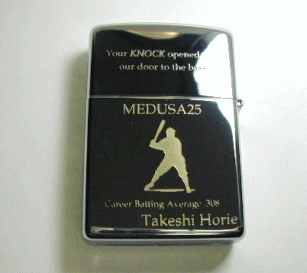 Your KNOCK opened
our door to the
MEDUSA25
Career Batting Average .308
Takeshi Horie